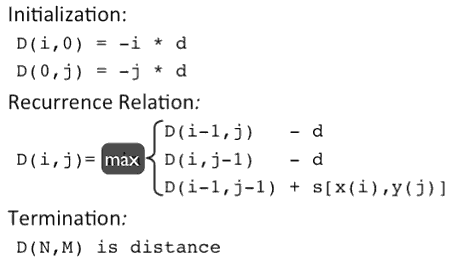 Initialization:
D(i,0) = -i * d
D(0,j) = -j * d
Recurrence Relation:
D(i-1,j) - d
D(i,j)= max D(i,j-1) - d
D(i-1,j-1) + s[x(i),y(j)]
Termination:
D(N,M) is distance